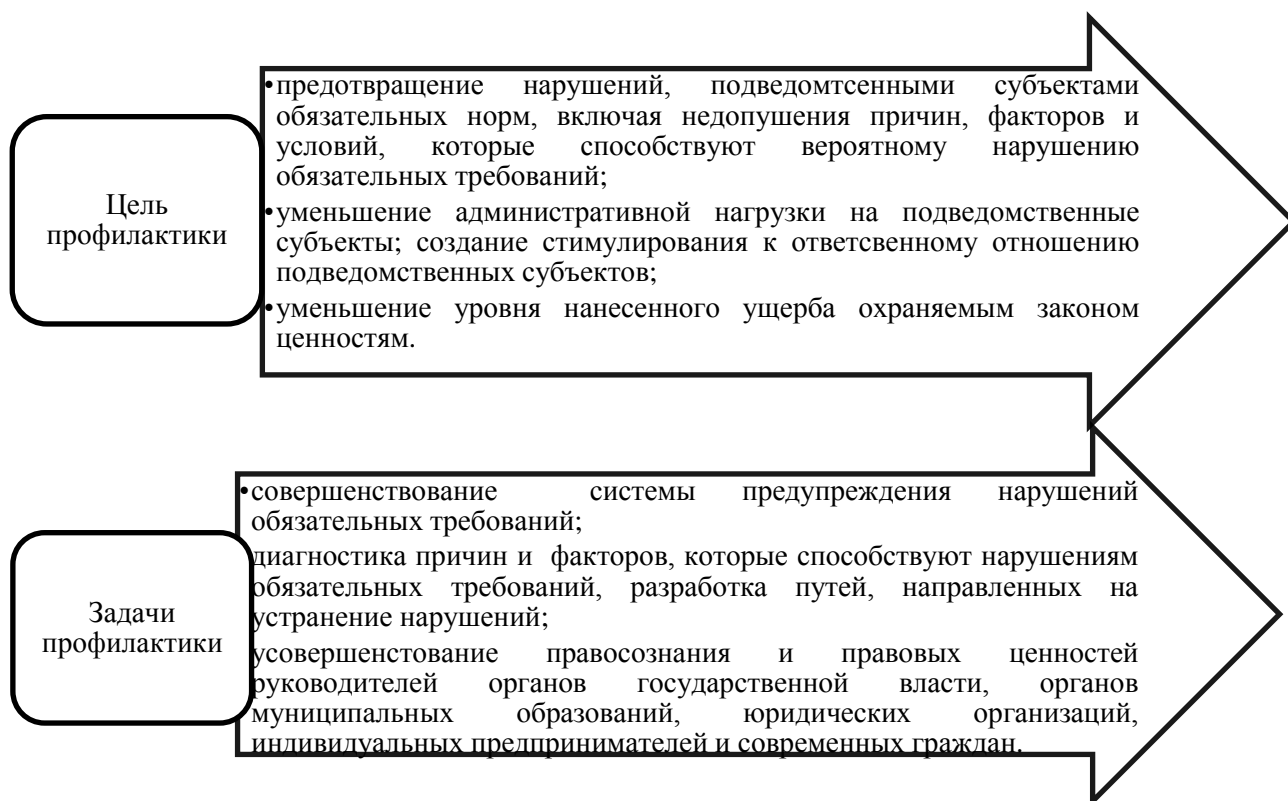 Цель
профилактики
•предотвращение нарушений, подведомтсенными субъектами
обязательных норм, включая недопушения причин, факторов и
условий, которые способствуют вероятному нарушению
обязательных требований;
•уменьшение административной нагрузки на подведомственные
субъекты; создание стимулирования к ответсвенному отношению
подведомственных субъектов;
•уменьшение уровня нанесенного ущерба охраняемым законом
ценностям.
Задачи
профилактики
•совершенствование системы предупреждения нарушений
обязательных требований;
диагностика причин и факторов, которые способствуют нарушениям
обязательных требований, разработка путей, направленных на
устранение нарушений;
усовершенстование правосознания и правовых ценностей
руководителей органов государственной власти, органов
муниципальных образований, юридических организаций,
индивидуальных предпринимателей и современных граждан.